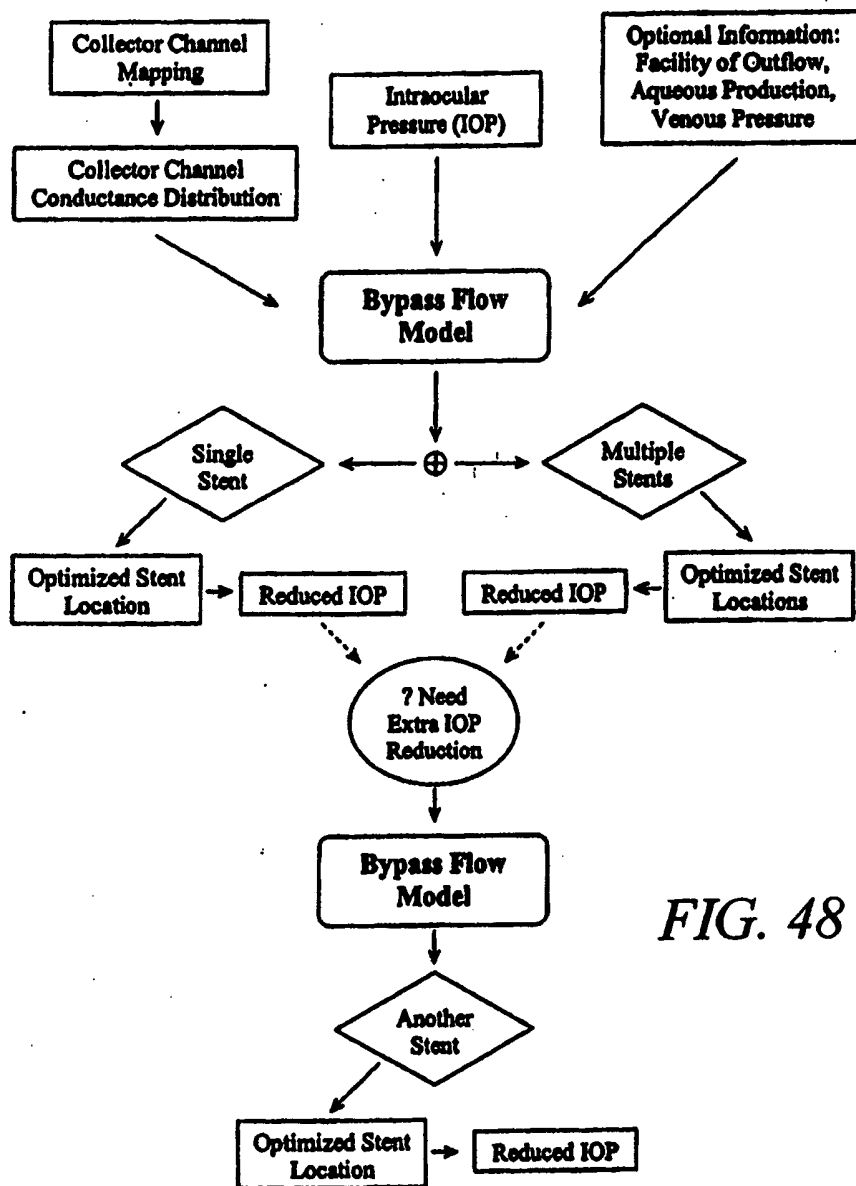 Collector Channel
Mapping
Collector Channel
Conductance Distribution
Intraocular
Pressure (IOP)
Optional Information:
Facility of Outflow,
Aqueous Production,
Venous Pressure
Bypass Flow
Model
Single
Stent
Multiple
Stents
Optimized Stent
Location
Reduced IOP
Reduced IOP
Optimized Stent
Locations
? Need
Extra IOP
Reduction
Bypass Flow
Model
FIG. 48
Another
Stent
Optimized Stent
Location
Reduced IOP